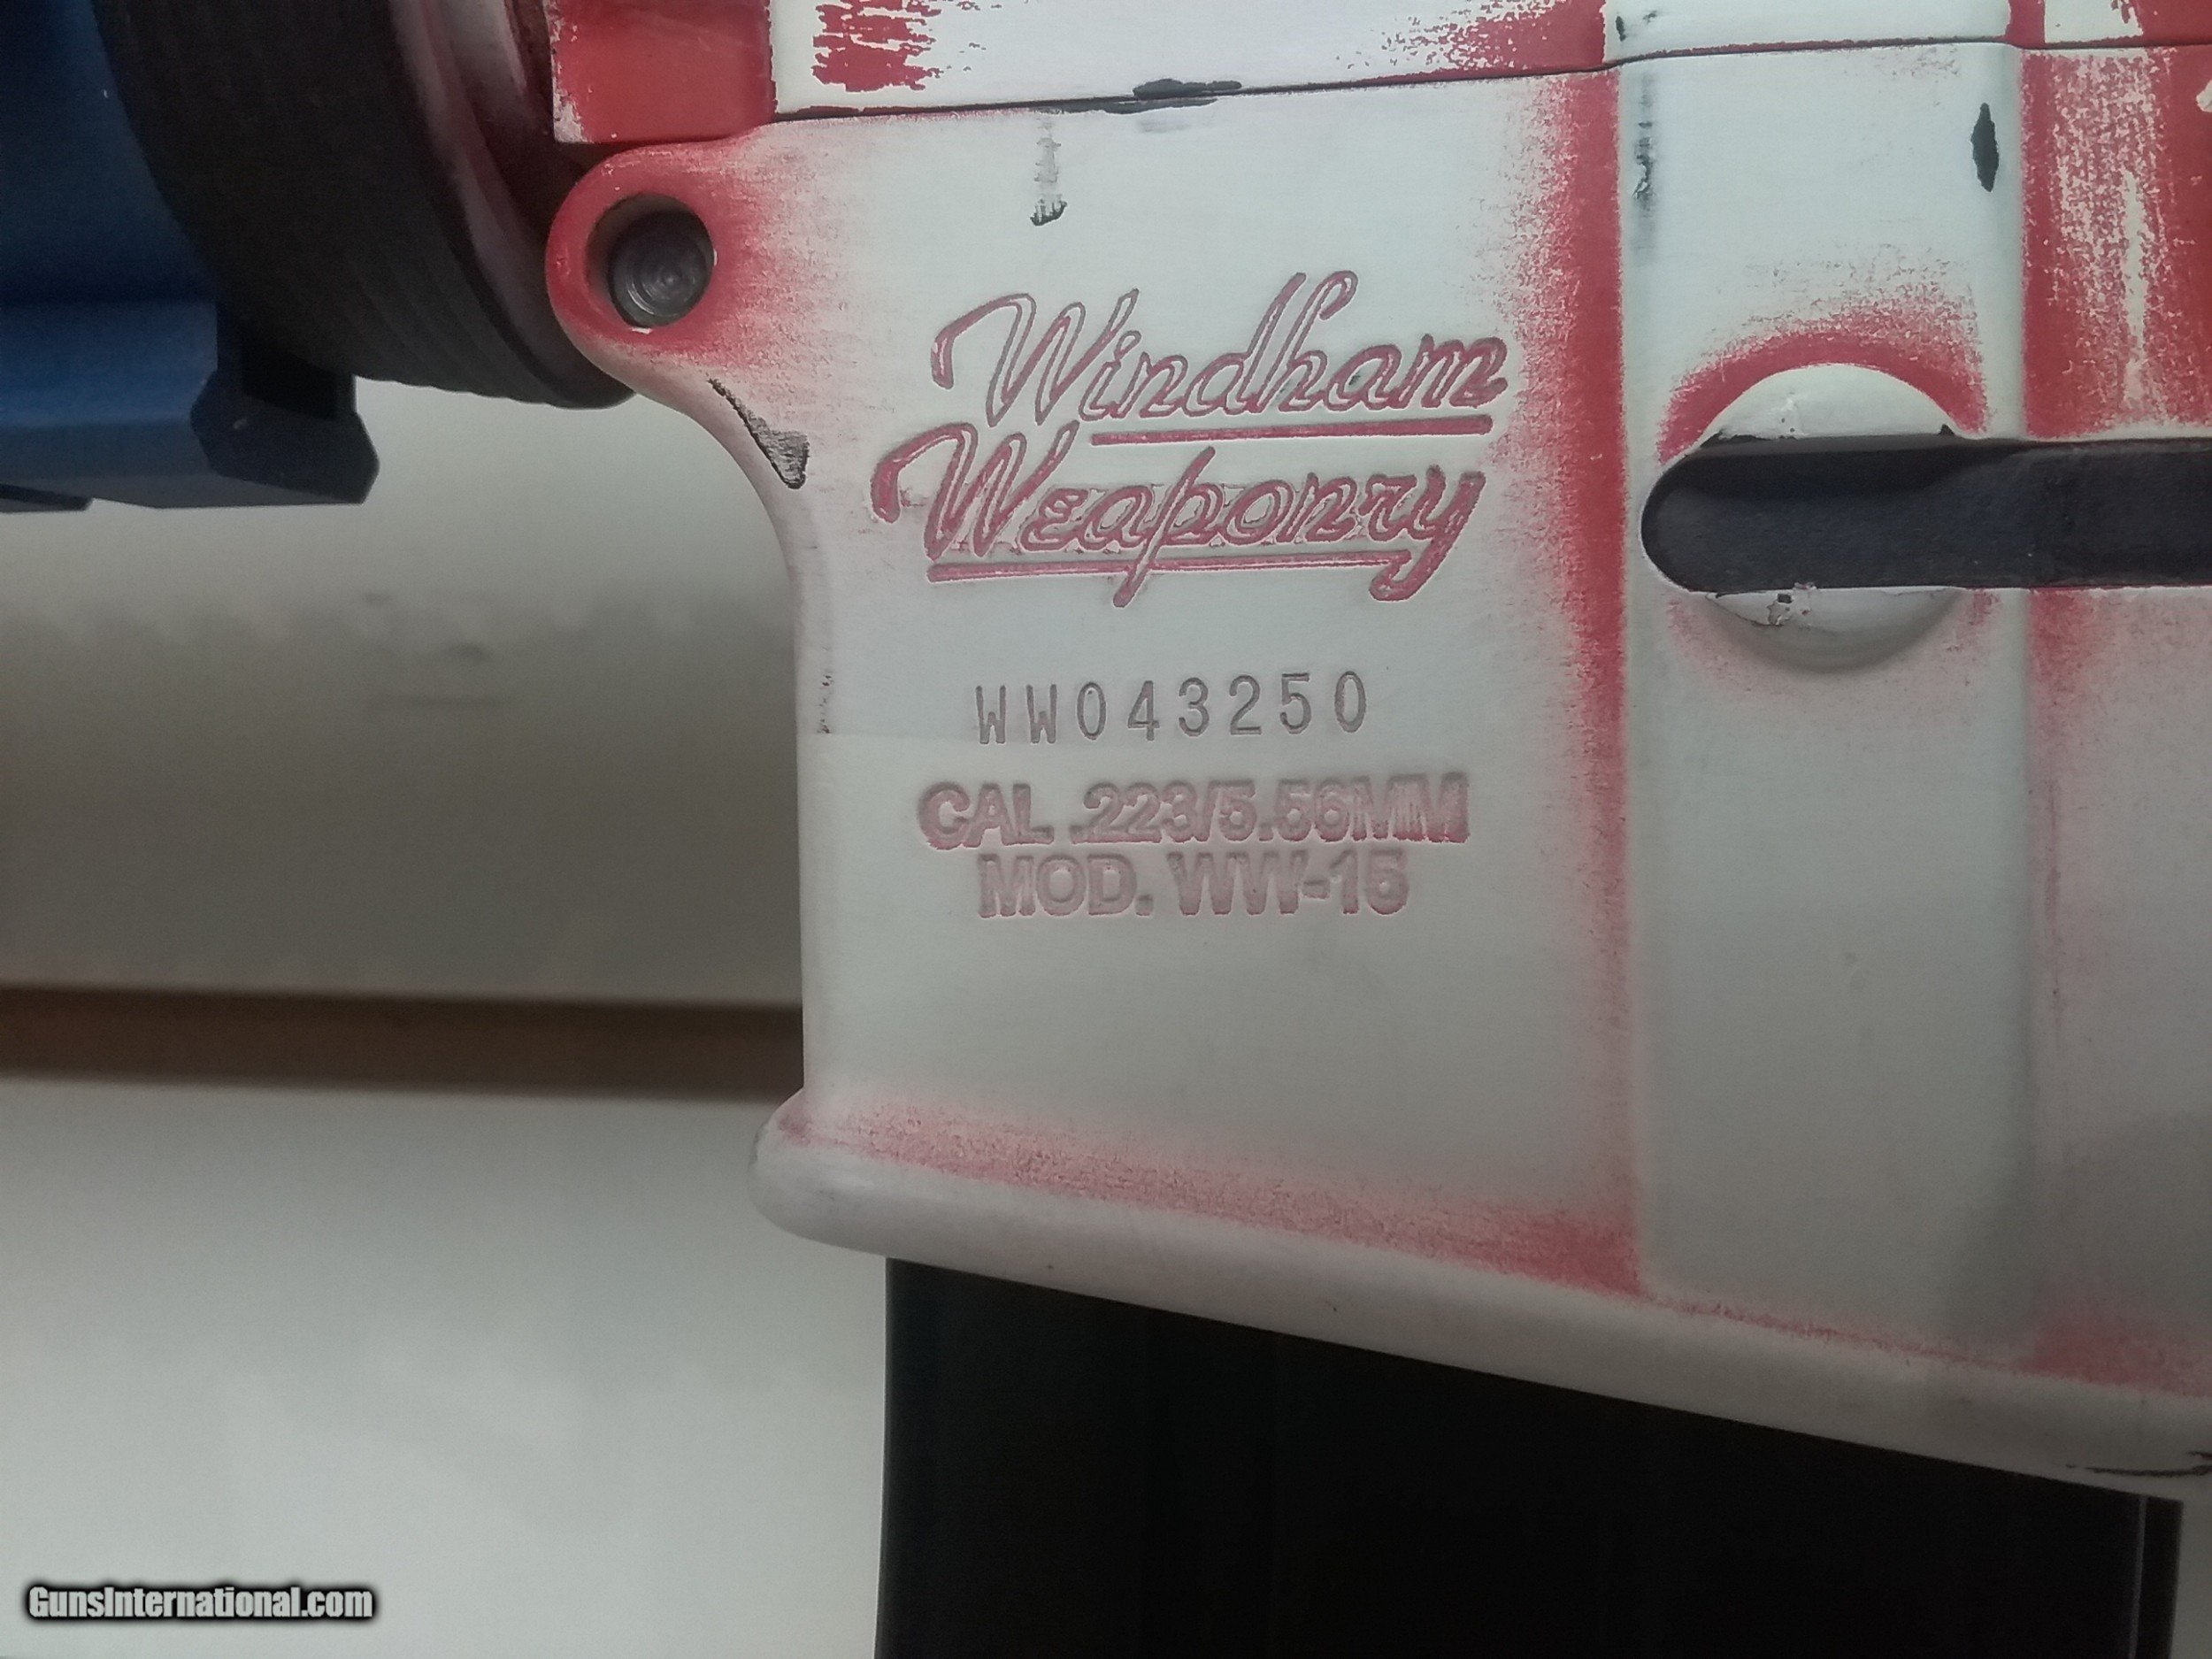 Windham
Weaponry
WW043250
CAL .223/5.56MM
MOD. WW-15
GunsInternational.com